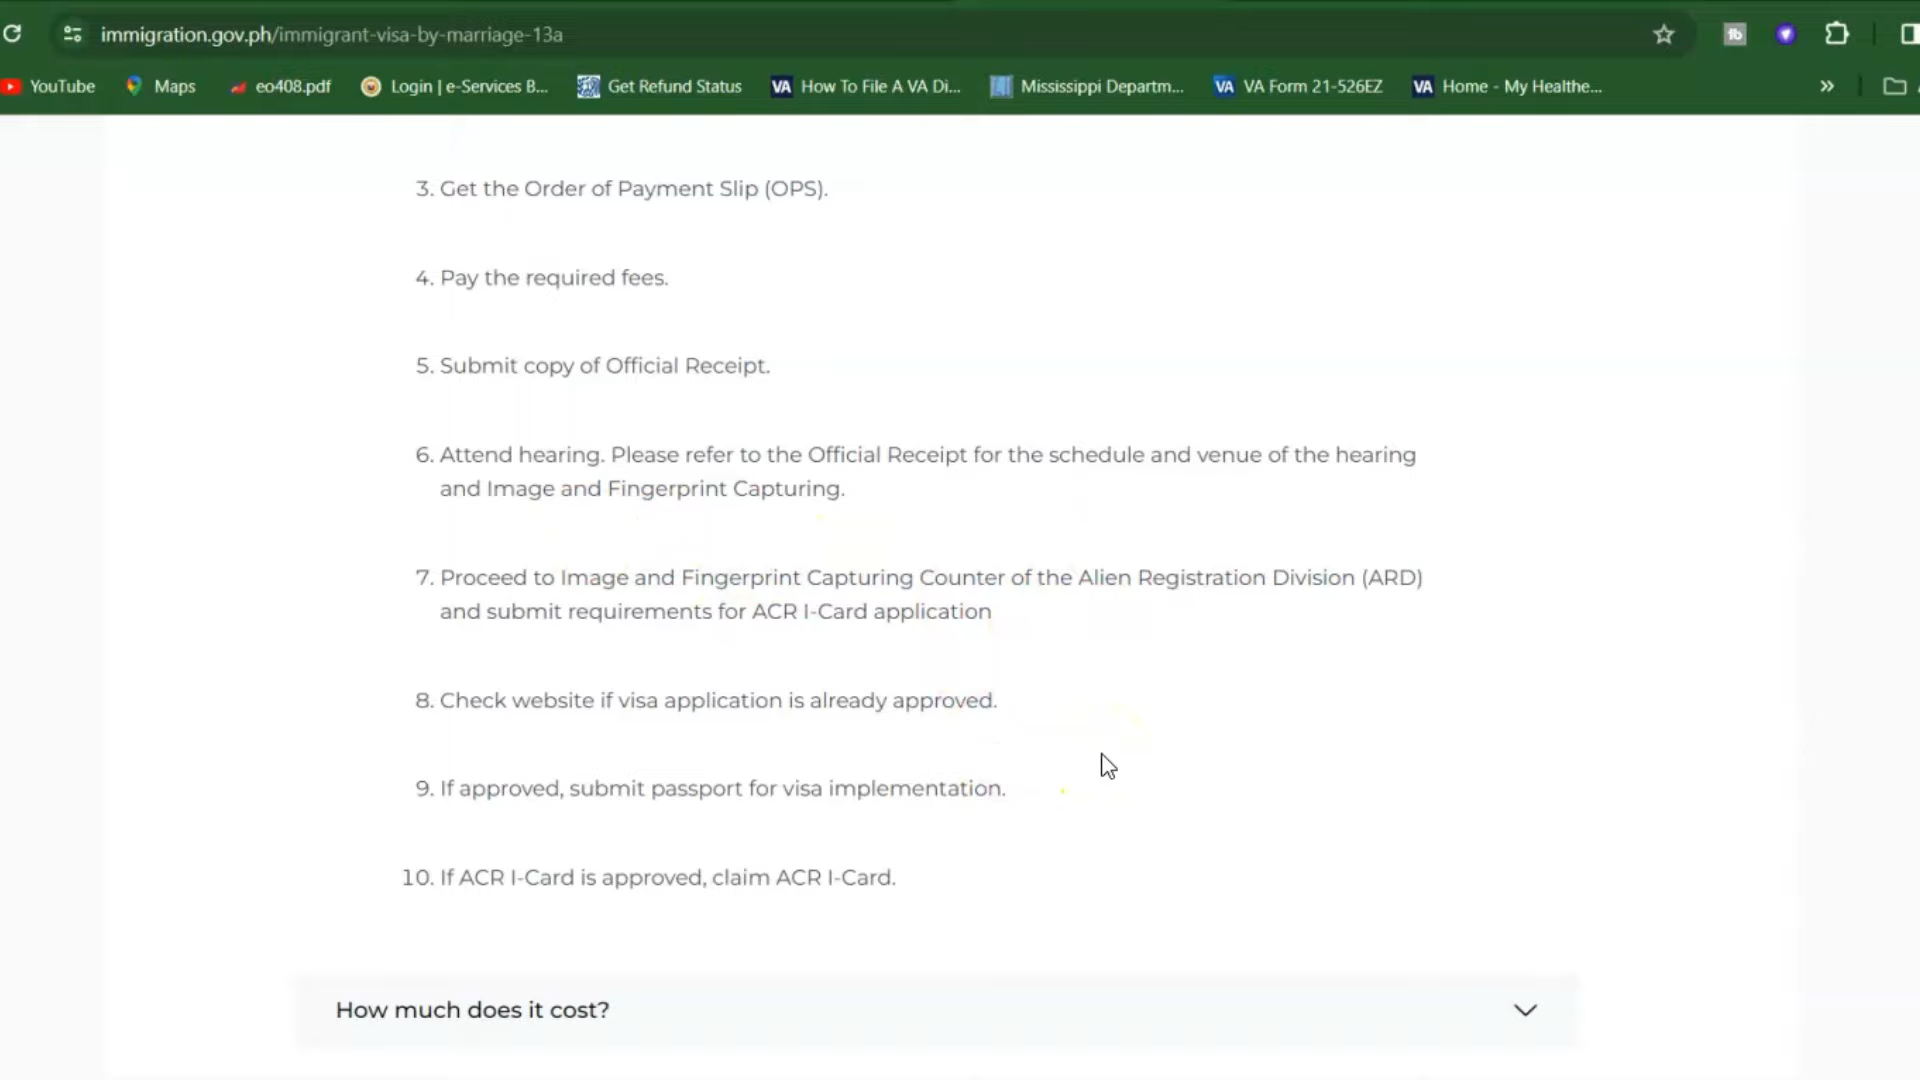 immigration.gov.ph/immigrant-visa-by-marriage-13a
tb
YouTube Maps eo408.pdf Login | e-Services B... Get Refund Status VA How To File A VA Di... Mississippi Departm... VA VA Form 21-526EZ VA Home - My Healthe... »
3. Get the Order of Payment Slip (OPS).
4. Pay the required fees.
5. Submit copy of Official Receipt.
6. Attend hearing. Please refer to the Official Receipt for the schedule and venue of the hearing
and Image and Fingerprint Capturing.
7. Proceed to Image and Fingerprint Capturing Counter of the Alien Registration Division (ARD)
and submit requirements for ACR I-Card application
8. Check website if visa application is already approved.
9. If approved, submit passport for visa implementation.
10. If ACR I-Card is approved, claim ACR I-Card.
How much does it cost?